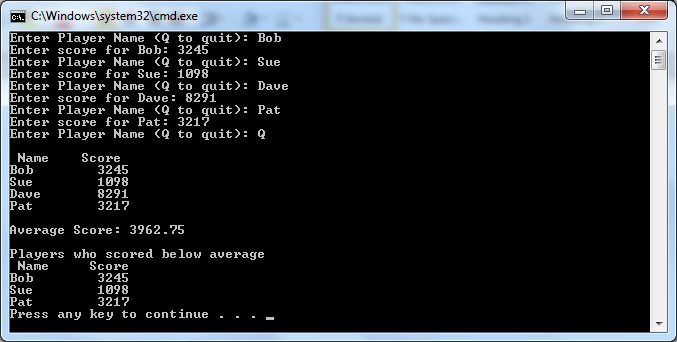 C:\Windows\system32\cmd.exe
Enter Player Name (Q to quit): Bob
Enter score for Bob: 3245
Enter Player Name (Q to quit): Sue
Enter score for Sue: 1098
Enter Player Name (Q to quit): Dave
Enter score for Dave: 8291
Enter Player Name (Q to quit): Pat
Enter score for Pat: 3217
Enter Player Name (Q to quit): Q
Name Score
Bob 3245
Sue 1098
Dave 8291
Pat 3217
Average Score: 3962.75
Players who scored below average
Name Score
Bob 3245
Sue 1098
Pat 3217
Press any key to continue . . .